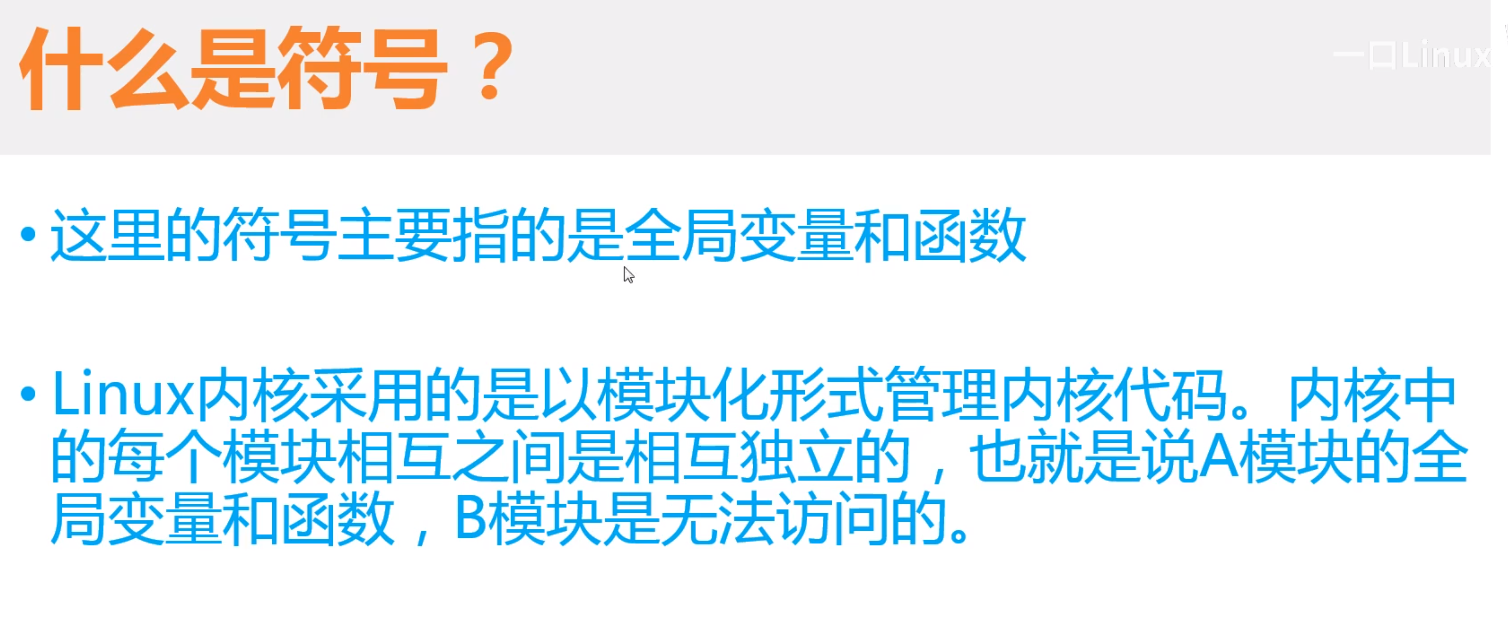 什么是符号？
一口Linux
• 这里的符号主要指的是全局变量和函数
• Linux内核采用的是以模块化形式管理内核代码。内核中
的每个模块相互之间是相互独立的，也就是说A模块的全
局变量和函数，B模块是无法访问的。